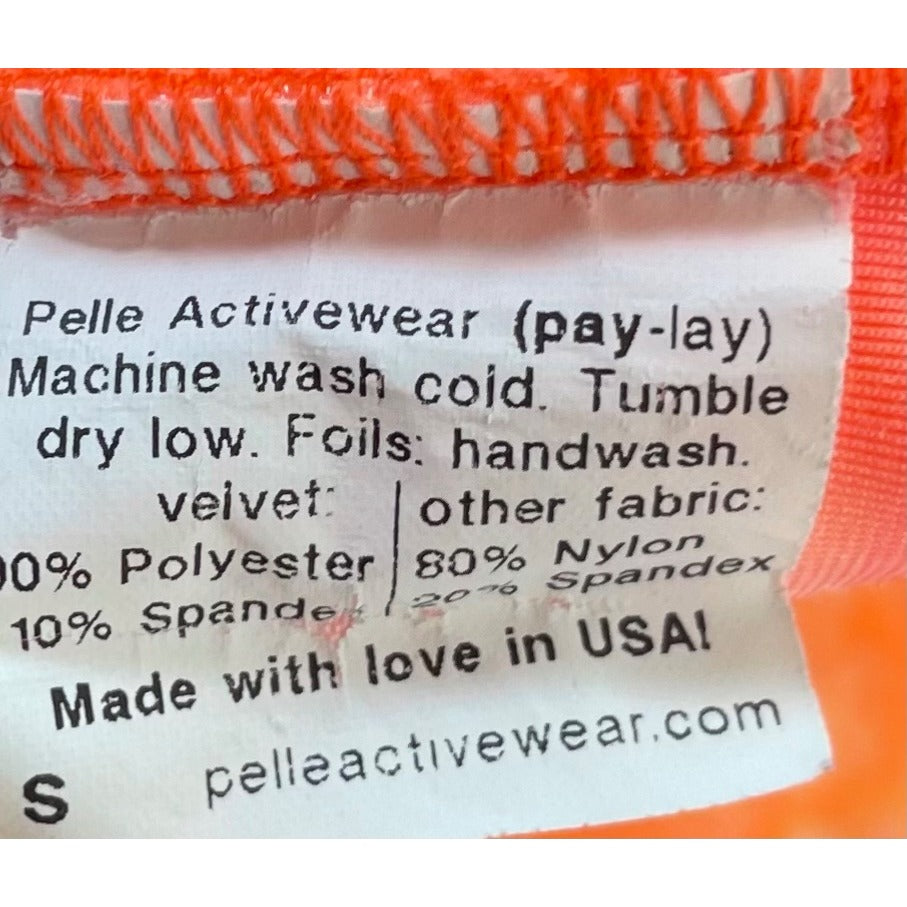 Pelle Activewear (pay-lay)
Machine wash cold. Tumble
dry low. Foils: handwash.
velvet: | other fabric:
00% Polyester | 80% Nylon
10% Spande | 20% Spandex
Made with love in USA!
S pelleactivewear.com